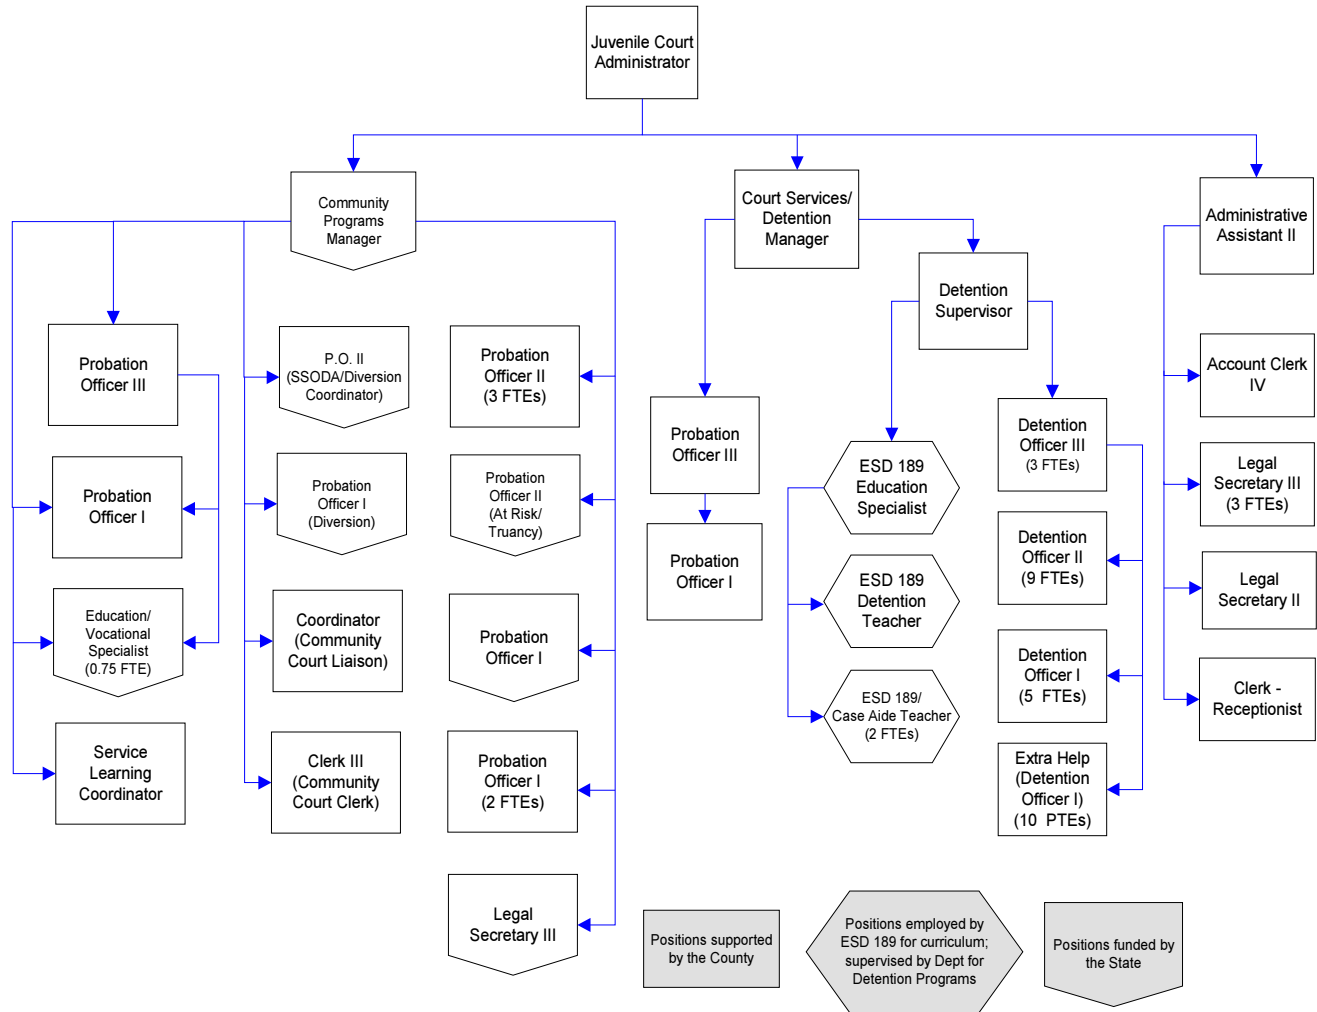 Juvenile Court
Administrator
Community
Programs
Manager
Court Services/
Detention
Manager
Administrative
Assistant II
Detention
Supervisor
Probation
Officer III
P.O. II
(SSODA/Diversion
Coordinator)
Probation
Officer II
(3 FTEs)
Account Clerk
IV
Probation
Officer III
Detention
Officer III
(3 FTEs)
ESD 189
Education
Specialist
Legal
Secretary III
(3 FTEs)
Probation
Officer I
Probation
Officer I
(Diversion)
Probation
Officer II
(At Risk/
Truancy)
Probation
Officer I
Detention
Officer II
(9 FTEs)
ESD 189
Detention
Teacher
Legal
Secretary II
Education/
Vocational
Specialist
(0.75 FTE)
Coordinator
(Community
Court Liaison)
Probation
Officer I
Detention
Officer I
(5 FTEs)
ESD 189/
Case Aide Teacher
(2 FTEs)
Clerk -
Receptionist
Service
Learning
Coordinator
Clerk III
(Community
Court Clerk)
Probation
Officer I
(2 FTEs)
Extra Help
(Detention
Officer I)
(10 PTEs)
Legal
Secretary III
Positions supported
by the County
Positions employed by
ESD 189 for curriculum;
supervised by Dept for
Detention Programs
Positions funded by
the State